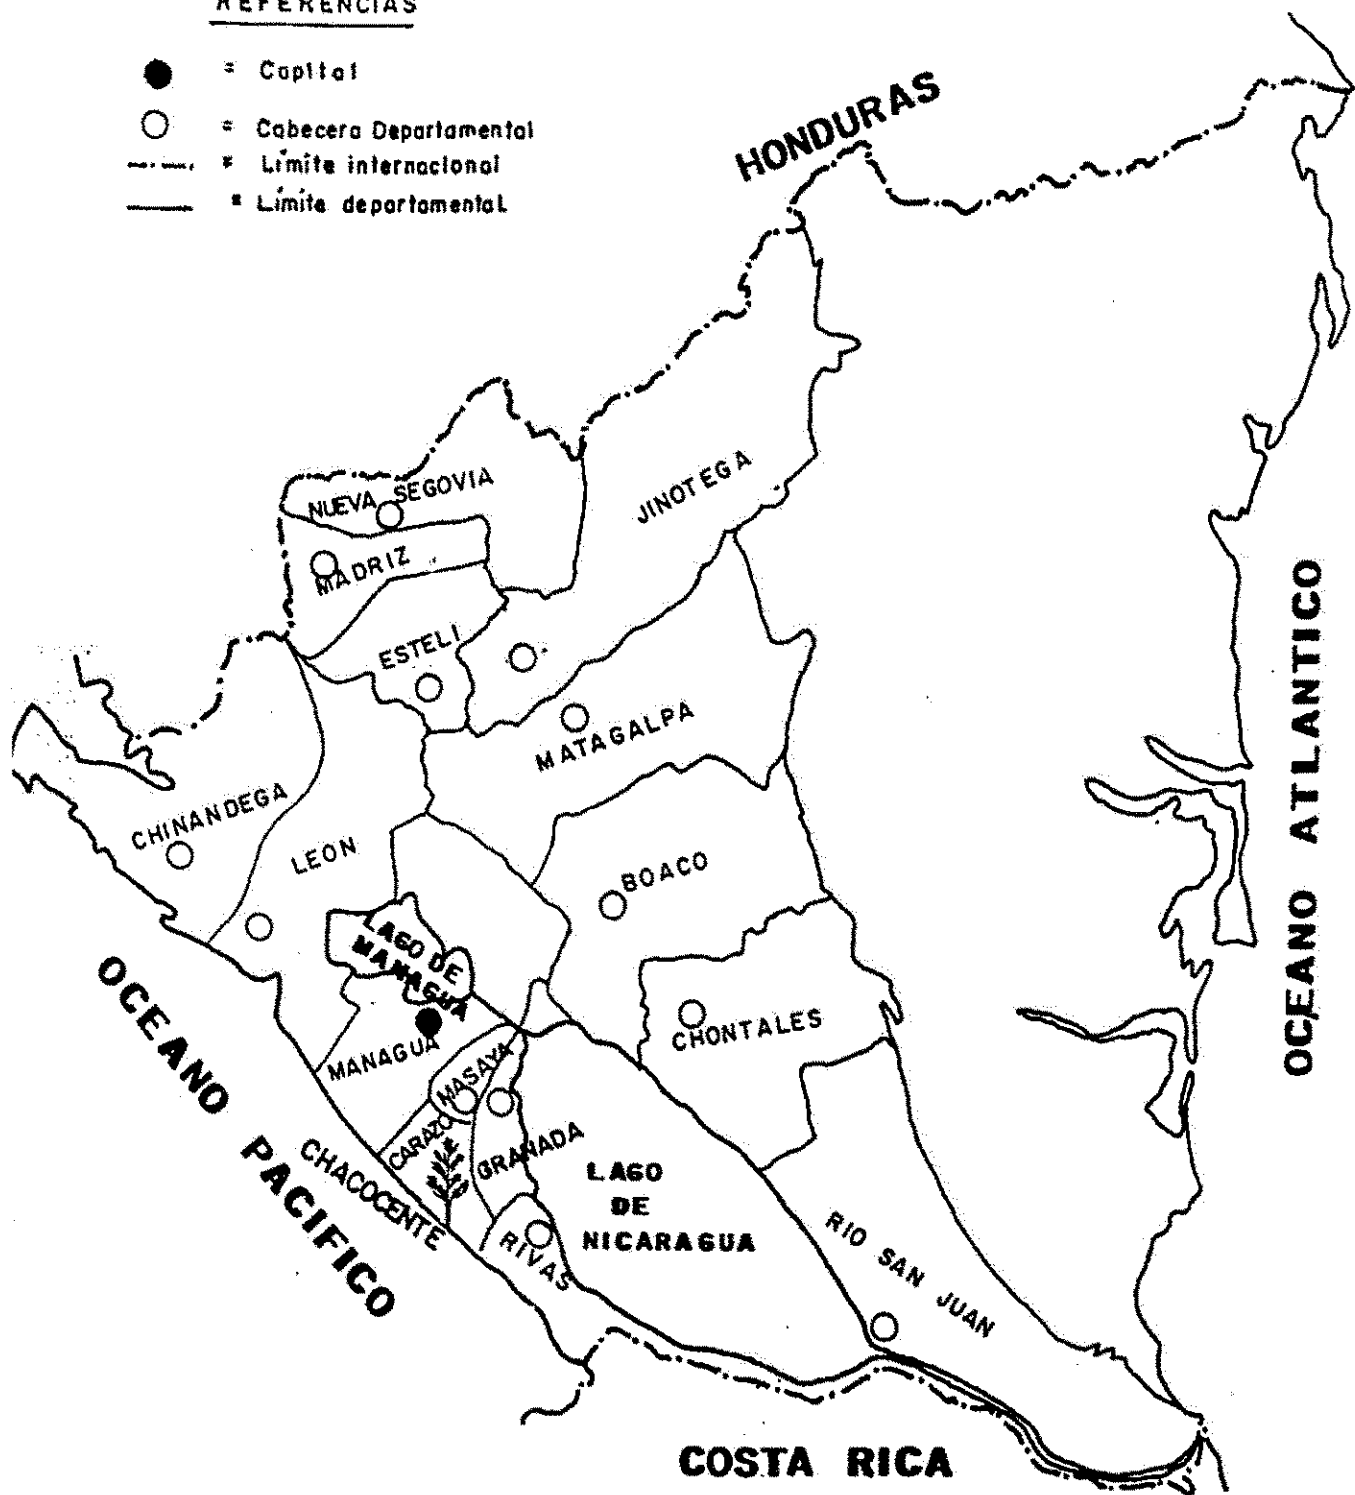 REFERENCIAS
= Capital
= Cabecera Departamental
= Límite internacional
= Límite departamental
HONDURAS
NUEVA SEGOVIA
JINOTEGA
MADRIZ
ESTELI
MATAGALPA
CHINANDEGA
LEON
BOACO
LAGO DE
MANAGUA
CHONTALES
MANAGUA
MASAYA
CARAZO
GRANADA
CHACOCENTE
RIVAS
LAGO
DE
NICARAGUA
RIO SAN JUAN
OCEANO PACIFICO
OCEANO ATLANTICO
COSTA RICA